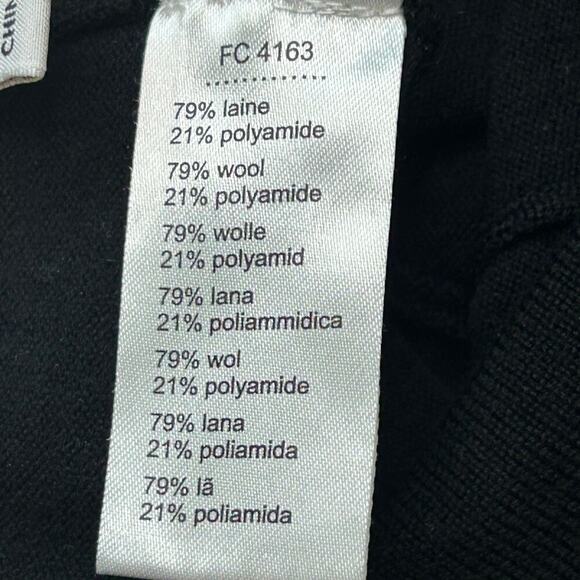 CHIN
FC 4163
79% laine
21% polyamide
79% wool
21% polyamide
79% wolle
21% polyamid
79% lana
21% poliammidica
79% wol
21% polyamide
79% lana
21% poliamida
79% lã
21% poliamida